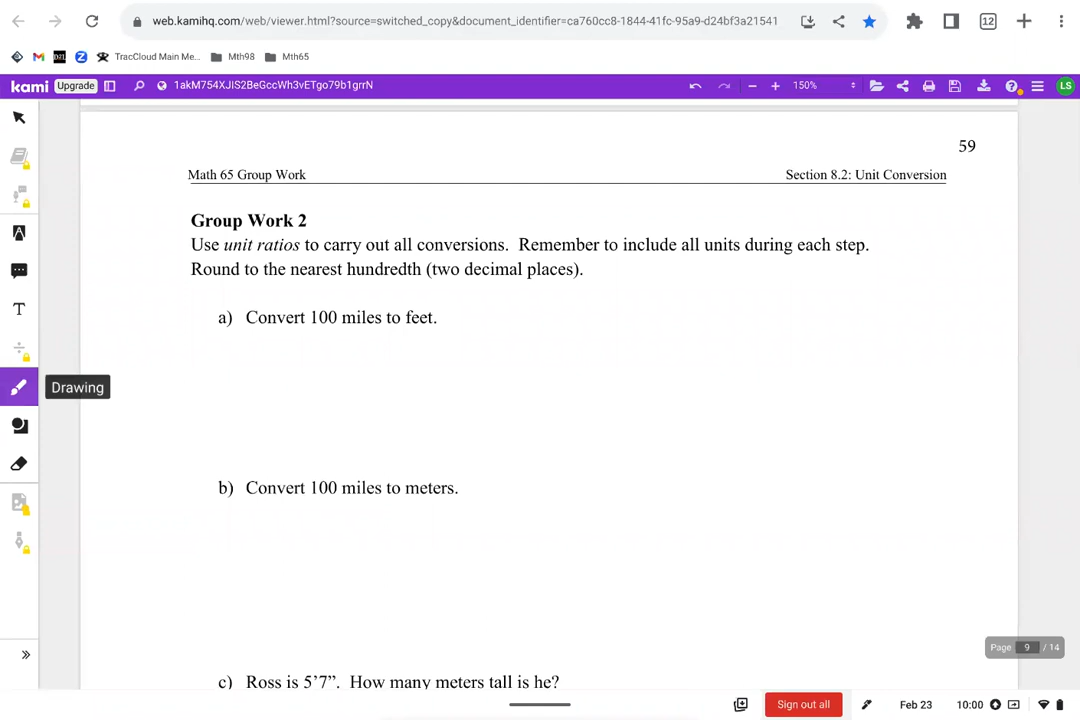 web.kamihq.com/web/viewer.html?source=switched_copy&document_identifier=ca760cc8-1844-41fc-95a9-d24bf3a21541
12
D2L
Z
TracCloud Main Me...
Mth98
Mth65
kami
Upgrade
1akM754XJIS2BeGccWh3vETgo79b1grrN
150%
LS
59
Math 65 Group Work
Section 8.2: Unit Conversion
Group Work 2
Use unit ratios to carry out all conversions. Remember to include all units during each step.
Round to the nearest hundredth (two decimal places).
a) Convert 100 miles to feet.
T
Drawing
b) Convert 100 miles to meters.
Page 9 / 14
c) Ross is 5’7”. How many meters tall is he?
Sign out all
Feb 23
10:00